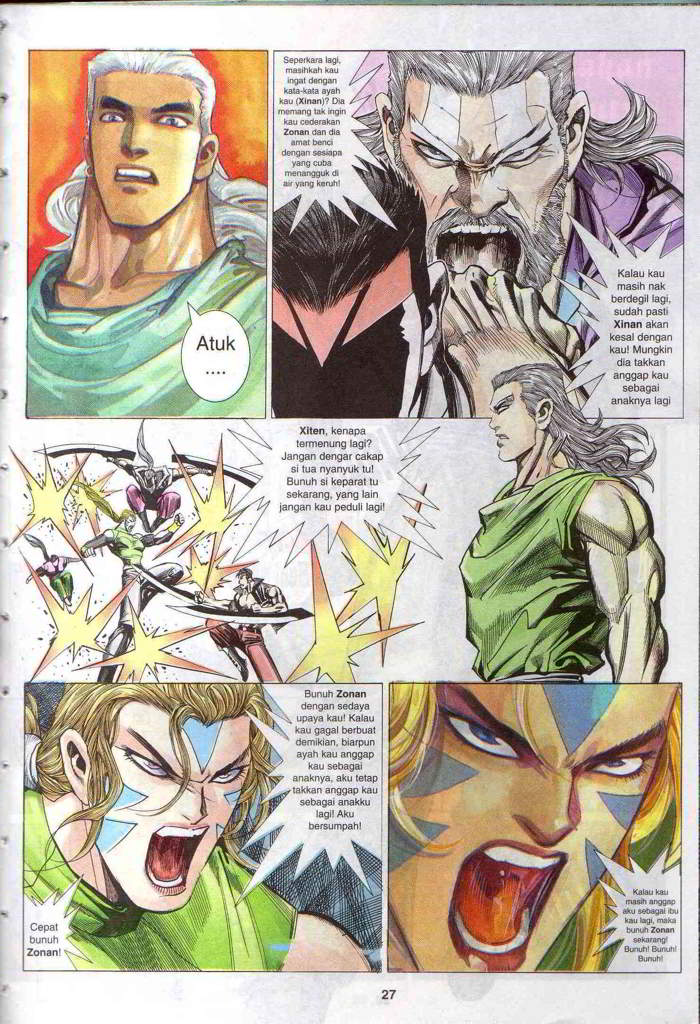 Seperkara lagi,
masihkah kau
ingat dengan
kata-kata ayah
kau (Xinan)? Dia
memang tak ingin
kau cederakan
Zonan dan dia
amat benci
dengan sesiapa
yang cuba
menangguk di
air yang keruh!
Atuk
....
Kalau kau
masih nak
berdegil lagi,
sudah pasti
Xinan akan
kesal dengan
kau! Mungkin
dia takkan
anggap kau
sebagai
anaknya lagi
Xiten, kenapa
termenung lagi?
Jangan dengar cakap
si tua nyanyuk tu!
Bunuh si keparat tu
sekarang, yang lain
jangan kau peduli lagi!
Bunuh Zonan
dengan sedaya
upaya kau! Kalau
kau gagal berbuat
demikian, biarpun
ayah kau anggap
kau sebagai
anaknya, aku tetap
takkan anggap kau
sebagai anakku
lagi! Aku
bersumpah!
Cepat
bunuh
Zonan!
Kalau kau
masih anggap
aku sebagai ibu
kau lagi, maka
bunuh Zonan
sekarang!
Bunuh! Bunuh!
Bunuh!
27